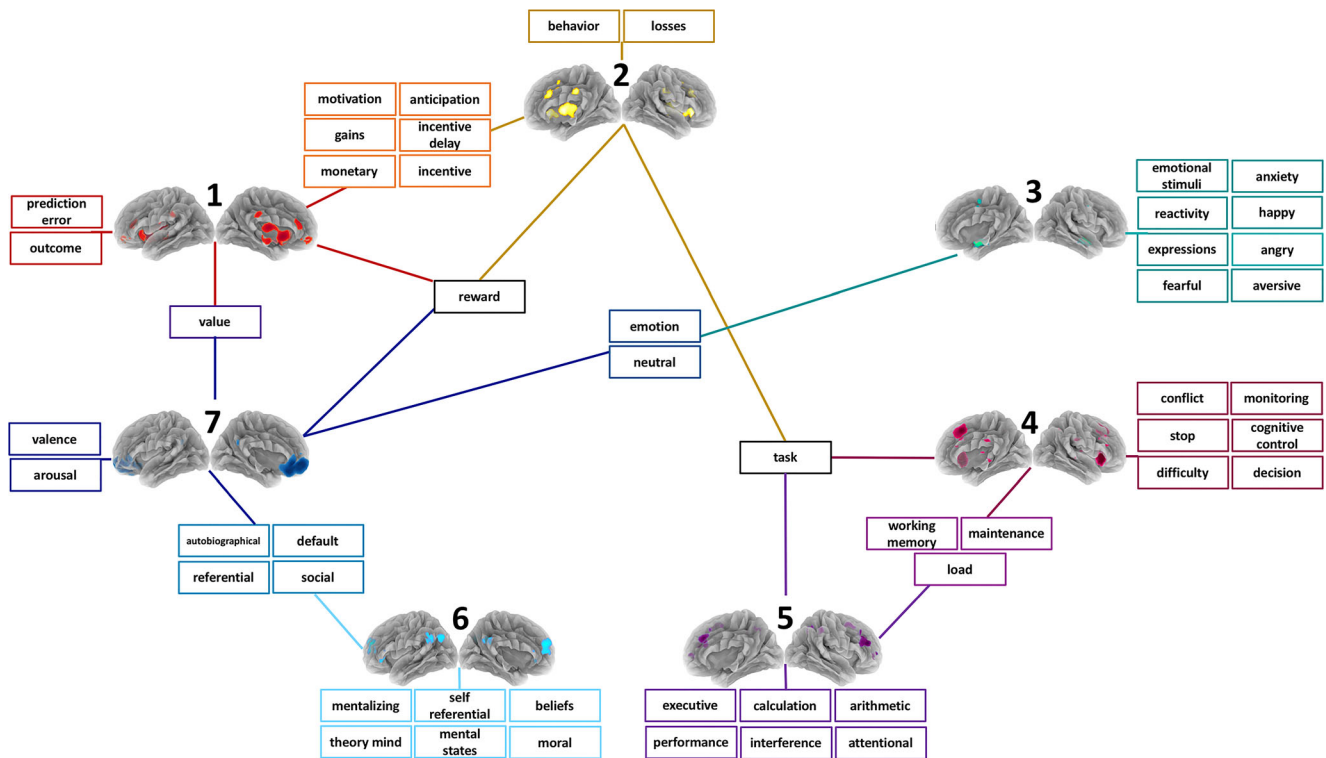 behavior
losses
2
motivation
anticipation
gains
incentive
delay
monetary
incentive
1
prediction
error
outcome
3
emotional
stimuli
anxiety
reactivity
happy
expressions
angry
fearful
aversive
reward
value
emotion
neutral
7
valence
arousal
4
conflict
monitoring
stop
cognitive
control
difficulty
decision
task
working
memory
maintenance
load
autobiographical
default
referential
social
6
5
mentalizing
self
referential
beliefs
theory mind
mental
states
moral
executive
calculation
arithmetic
performance
interference
attentional